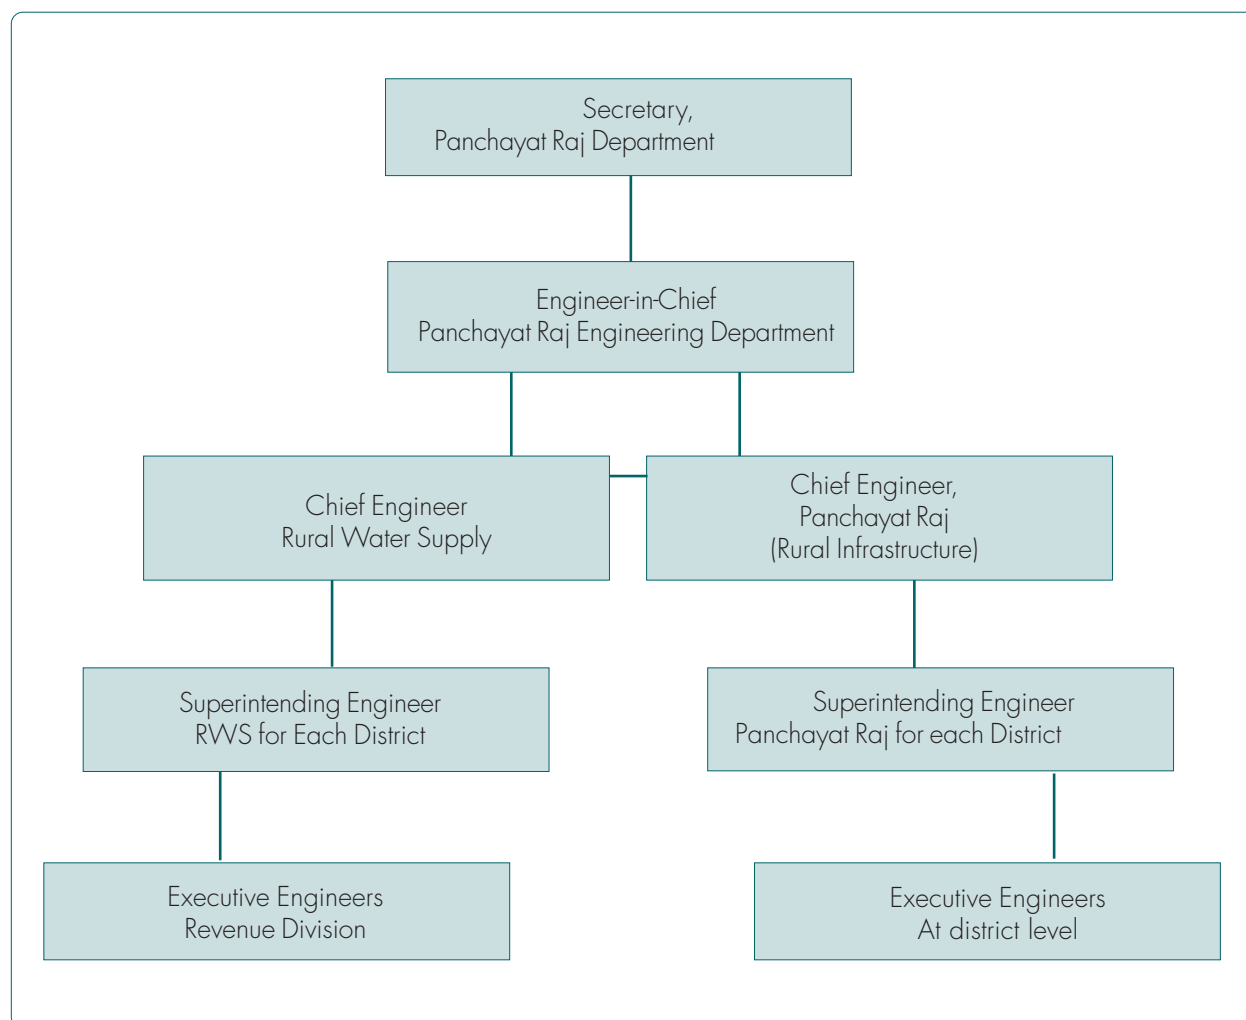 Secretary,
Panchayat Raj Department
Engineer-in-Chief
Panchayat Raj Engineering Department
Chief Engineer
Rural Water Supply
Chief Engineer,
Panchayat Raj
(Rural Infrastructure)
Superintending Engineer
RWS for Each District
Superintending Engineer
Panchayat Raj for each District
Executive Engineers
Revenue Division
Executive Engineers
At district level